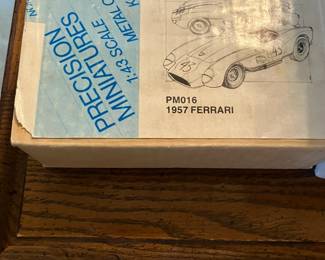 PRECISION
MINIATURES
1:43 SCALE
METAL
PM016
1957 FERRARI